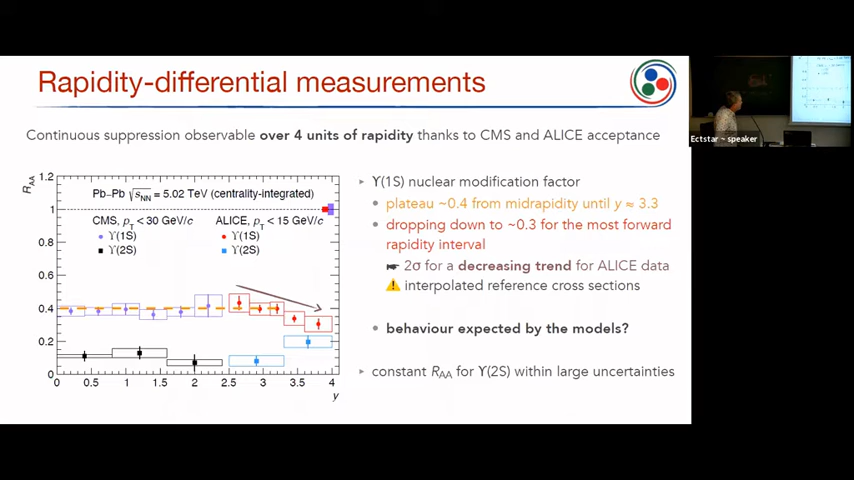 Rapidity-differential measurements
Continuous suppression observable over 4 units of rapidity thanks to CMS and ALICE acceptance
R_AA
1.2
1
0.8
0.6
0.4
0.2
0
Pb−Pb √s_NN = 5.02 TeV (centrality-integrated)
CMS, p_T < 30 GeV/c
ϒ(1S)
ϒ(2S)
ALICE, p_T < 15 GeV/c
ϒ(1S)
ϒ(2S)
0 0.5 1 1.5 2 2.5 3 3.5 4
y
ϒ(1S) nuclear modification factor
plateau ~0.4 from midrapidity until y ≈ 3.3
dropping down to ~0.3 for the most forward
rapidity interval
☛ 2σ for a decreasing trend for ALICE data
⚠ interpolated reference cross sections
behaviour expected by the models?
constant R_AA for ϒ(2S) within large uncertainties
Ectstar ~ speaker